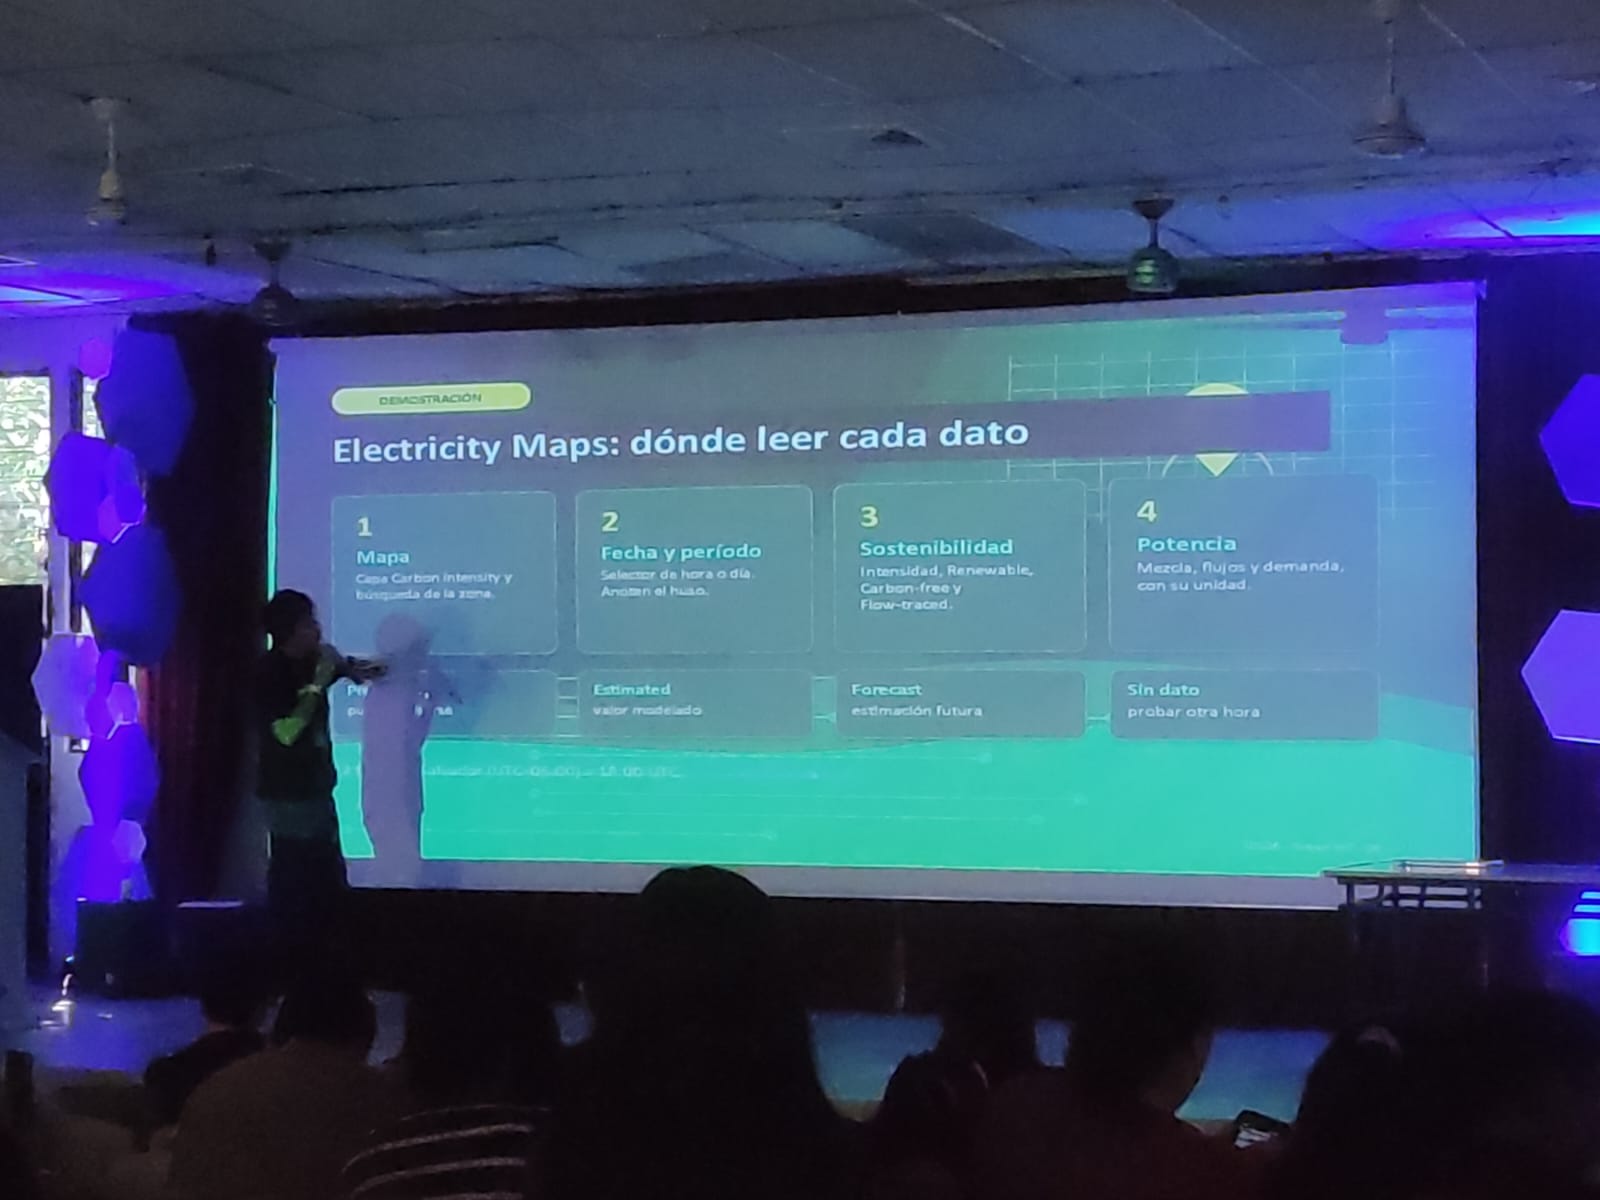 DEMOSTRACIÓN
Electricity Maps: dónde leer cada dato
1
Mapa
Capa Carbon Intensity y
búsqueda de la zona.
2
Fecha y período
Selector de hora o día.
Anoten el huso.
3
Sostenibilidad
Intensidad, Renewable,
Carbon-free y
Flow-traced.
4
Potencia
Mezcla, flujos y demanda,
con su unidad.
Estimated
valor modelado
Forecast
estimación futura
Sin dato
probar otra hora